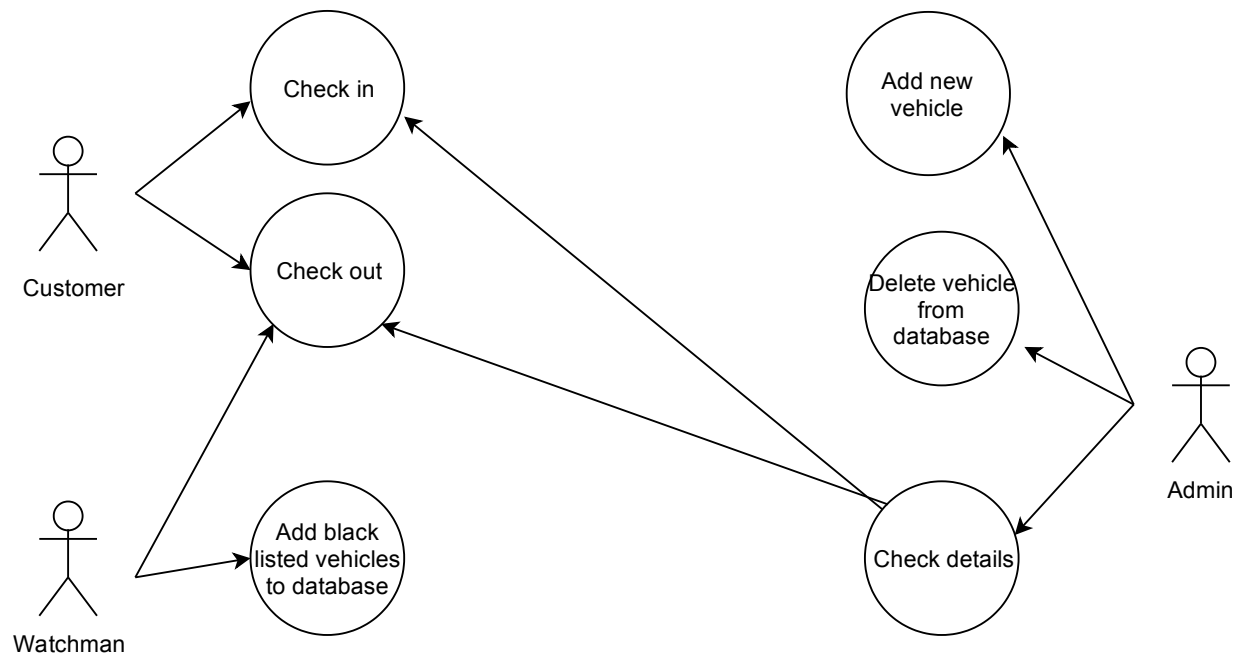 Check in
Add new
vehicle
Customer
Check out
Delete vehicle
from
database
Admin
Add black
listed vehicles
to database
Check details
Watchman